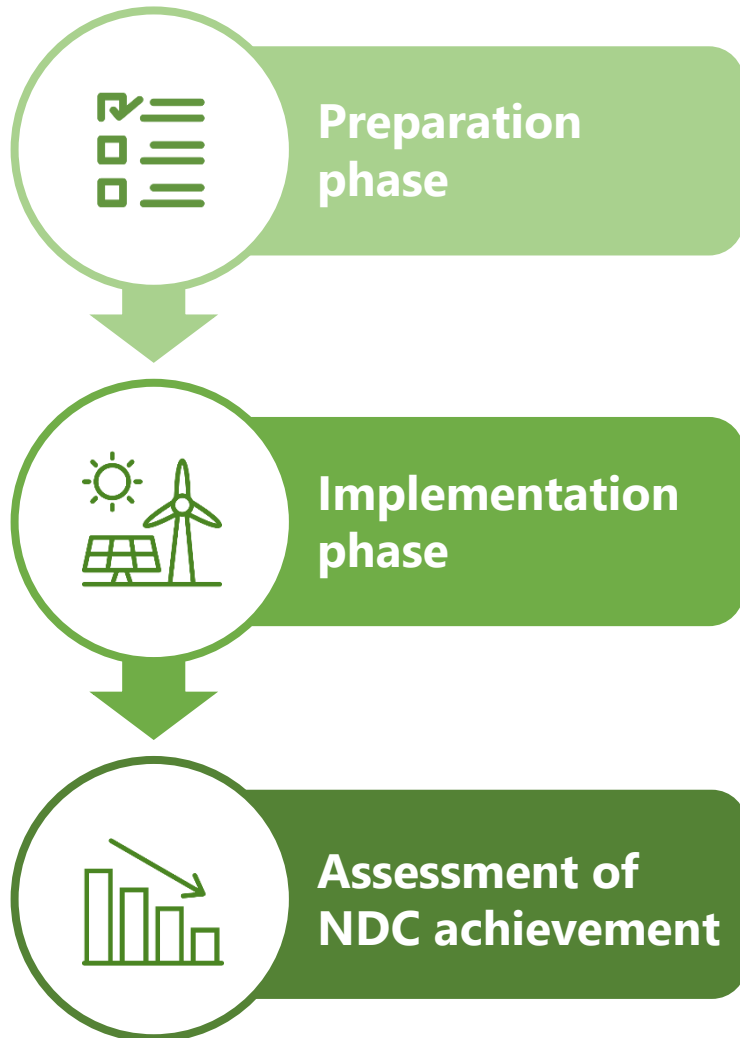 Preparation
phase
Implementation
phase
Assessment of
NDC achievement